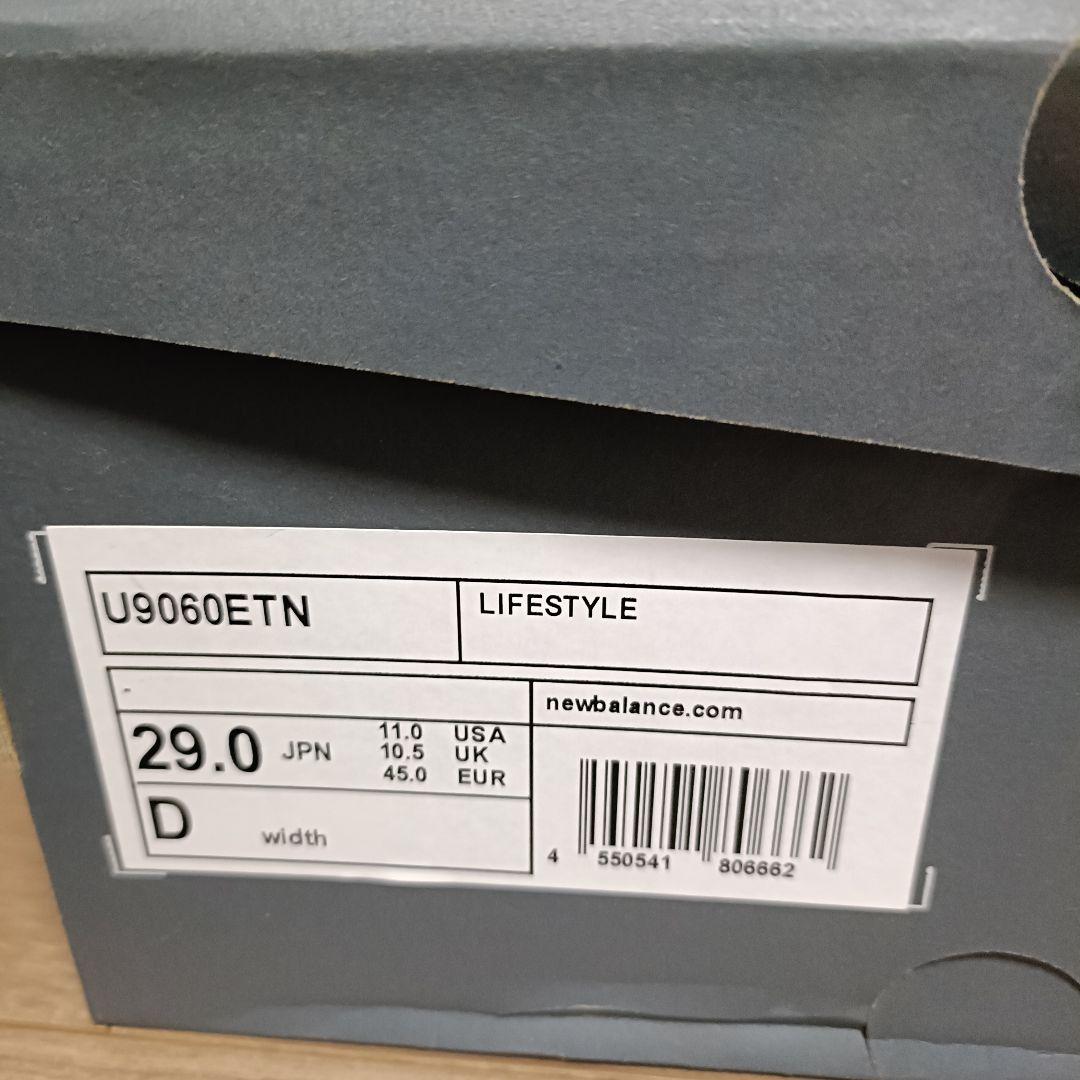 U9060ETN
LIFESTYLE
-
newbalance.com
29.0 JPN
11.0 USA
10.5 UK
45.0 EUR
D width
4 550541 806662